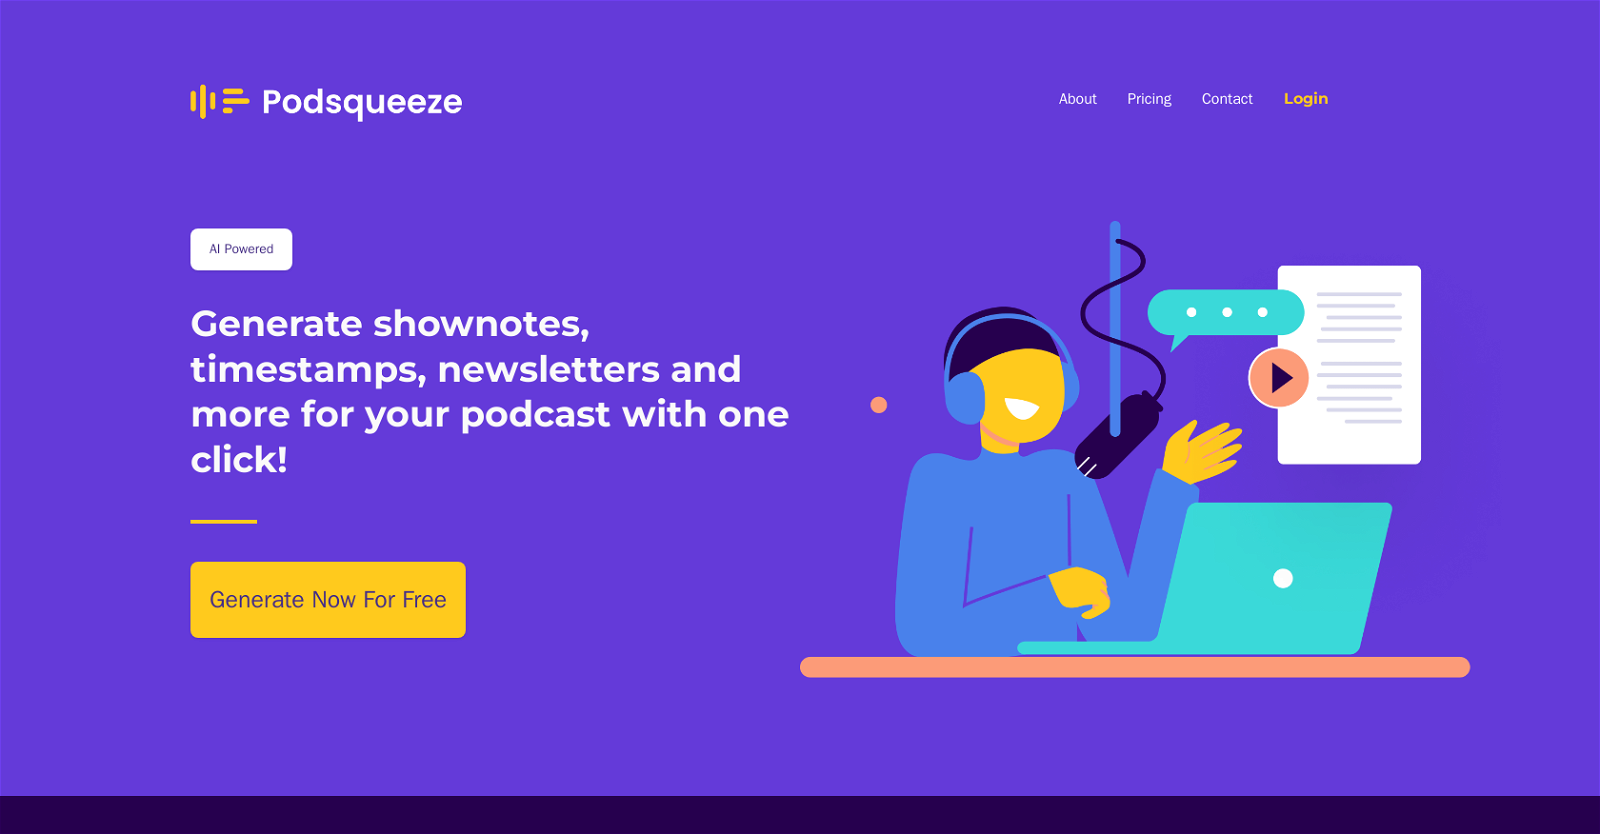 Podsqueeze
About Pricing Contact Login
AI Powered
Generate shownotes,
timestamps, newsletters and
more for your podcast with one
click!
Generate Now For Free